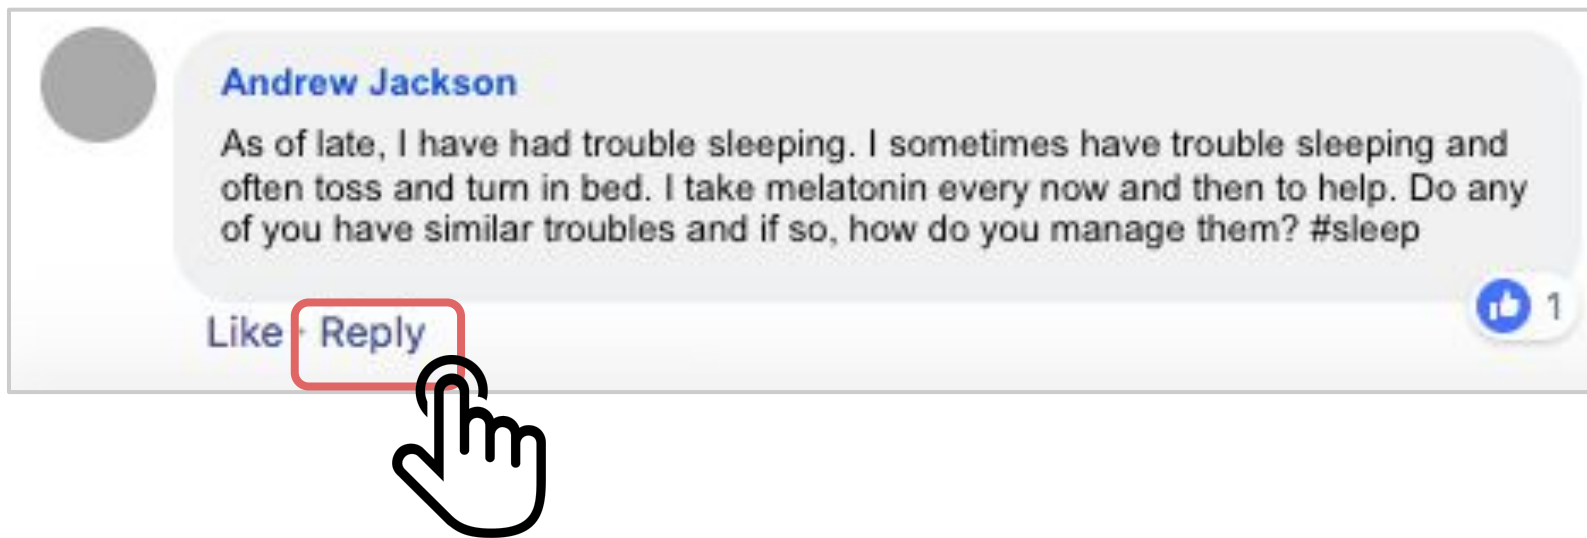 Andrew Jackson
As of late, I have had trouble sleeping. I sometimes have trouble sleeping and
often toss and turn in bed. I take melatonin every now and then to help. Do any
of you have similar troubles and if so, how do you manage them? #sleep
Like · Reply
1